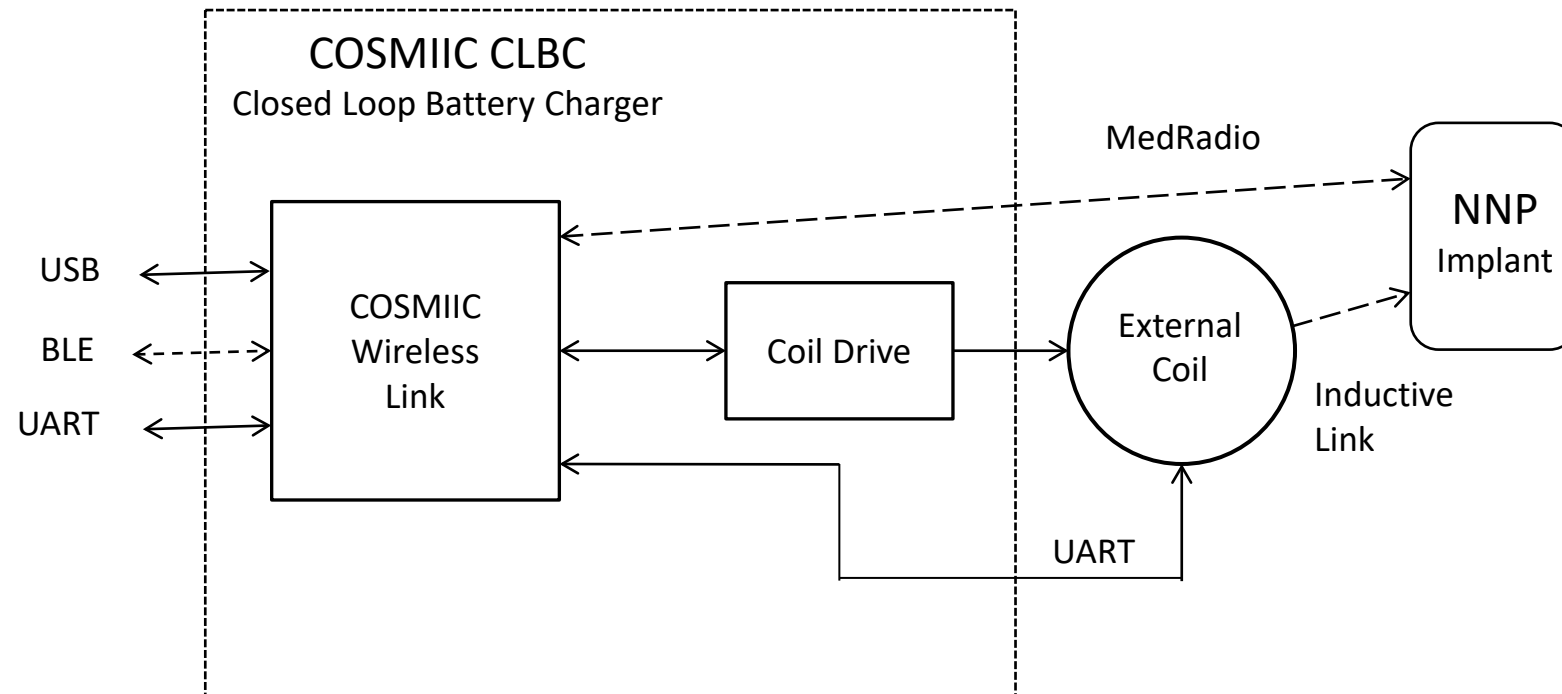 COSMIIC CLBC
Closed Loop Battery Charger
MedRadio
NNP
Implant
USB
BLE
UART
COSMIIC
Wireless
Link
Coil Drive
External
Coil
Inductive
Link
UART